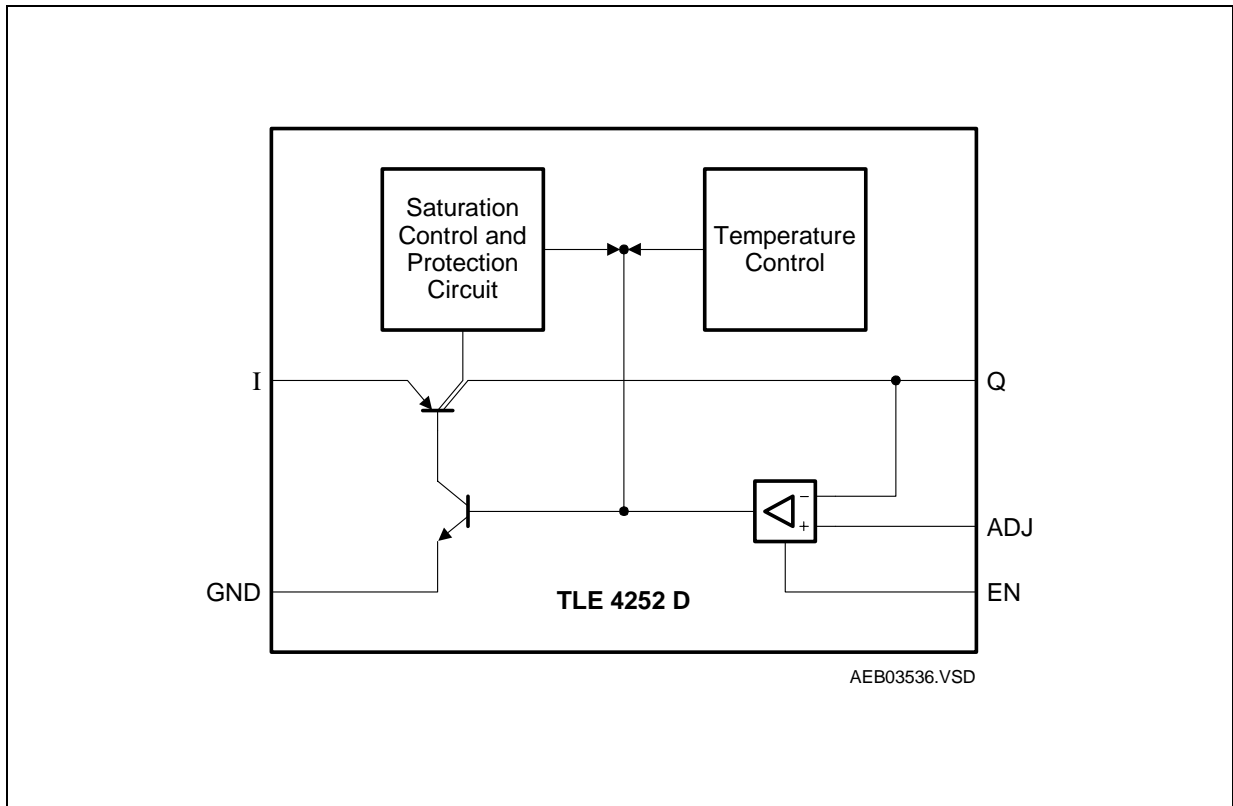 Saturation
Control and
Protection
Circuit
Temperature
Control
I
Q
−
+
ADJ
GND
EN
TLE 4252 D
AEB03536.VSD